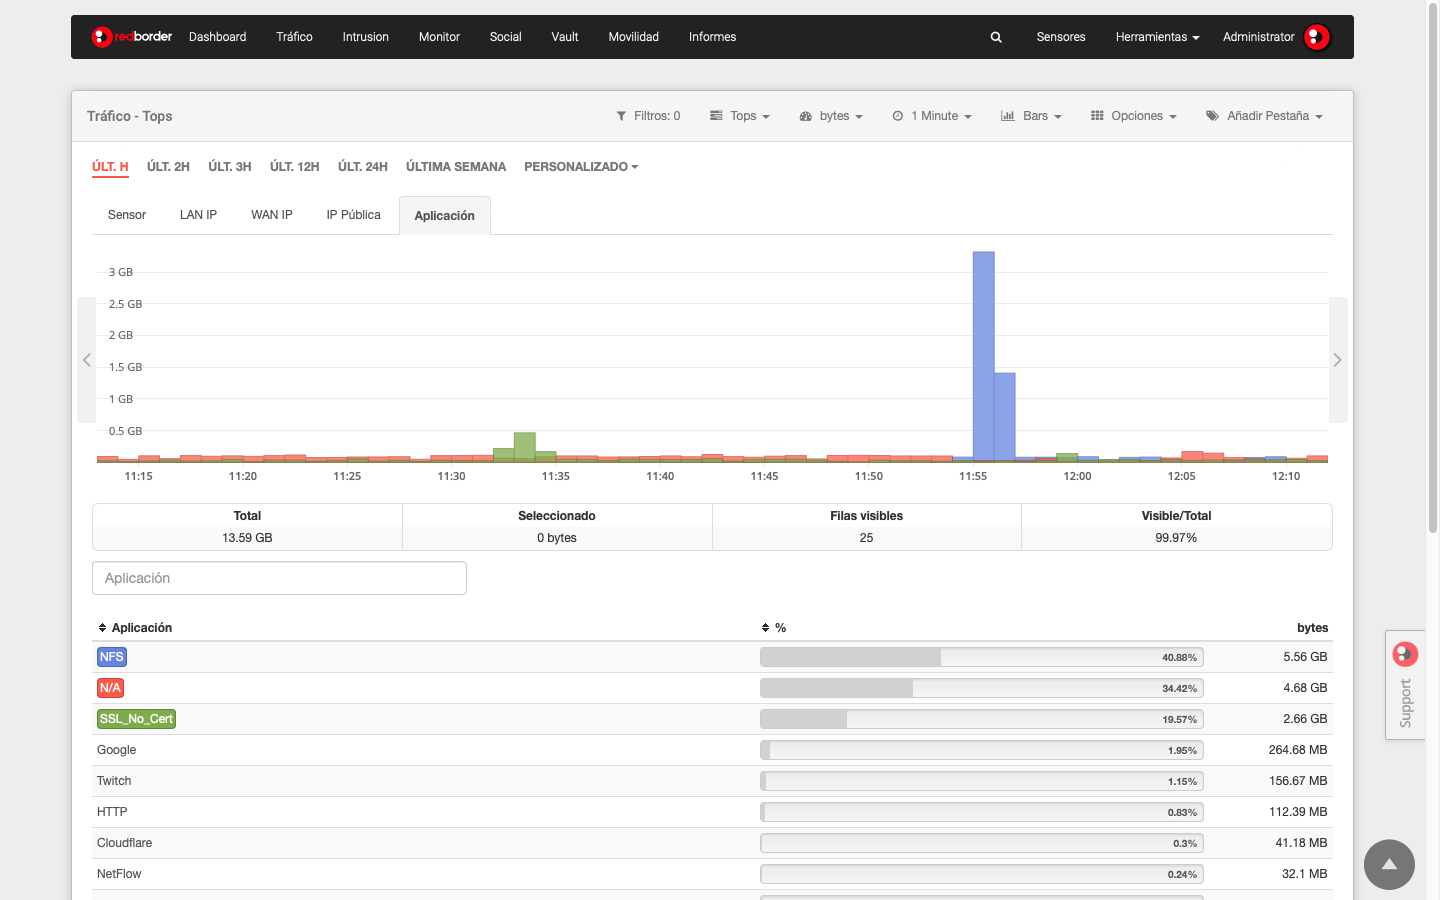 redborder Dashboard Tráfico Intrusion Monitor Social Vault Movilidad Informes Sensores Herramientas Administrator
Tráfico - Tops Filtros: 0 Tops bytes 1 Minute Bars Opciones Añadir Pestaña
ÚLT. H ÚLT. 2H ÚLT. 3H ÚLT. 12H ÚLT. 24H ÚLTIMA SEMANA PERSONALIZADO
Sensor LAN IP WAN IP IP Pública Aplicación
3 GB
2.5 GB
2 GB
1.5 GB
1 GB
0.5 GB
11:15 11:20 11:25 11:30 11:35 11:40 11:45 11:50 11:55 12:00 12:05 12:10
Total Seleccionado Filas visibles Visible/Total
13.59 GB 0 bytes 25 99.97%
Aplicación
Aplicación % bytes
NFS 40.88% 5.56 GB
N/A 34.42% 4.68 GB
SSL_No_Cert 19.57% 2.66 GB
Google 1.95% 264.68 MB
Twitch 1.15% 156.67 MB
HTTP 0.83% 112.39 MB
Cloudflare 0.3% 41.18 MB
NetFlow 0.24% 32.1 MB
Support